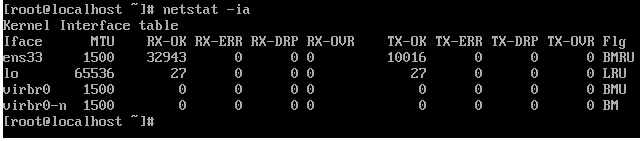 [root@localhost ~]# netstat -ia
Kernel Interface table
Iface      MTU    RX-OK RX-ERR RX-DRP RX-OVR    TX-OK TX-ERR TX-DRP TX-OVR Flg
ens33     1500    32943      0      0 0         10016      0      0      0 BMRU
lo       65536       27      0      0 0            27      0      0      0 LRU
virbr0    1500        0      0      0 0             0      0      0      0 BMU
virbr0-n  1500        0      0      0 0             0      0      0      0 BM
[root@localhost ~]#